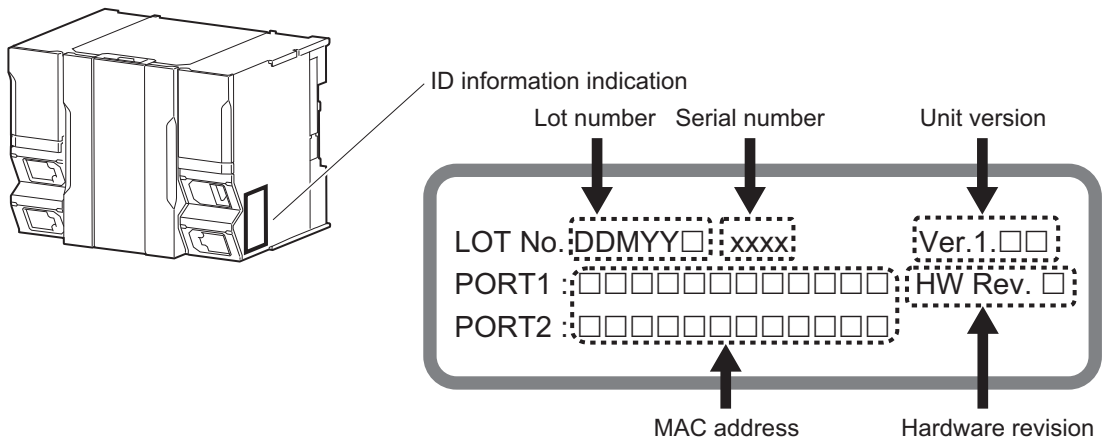 ID information indication
Lot number Serial number Unit version
LOT No. DDMYY□ xxxx Ver.1.□□
PORT1 : □□□□□□□□□□□□ HW Rev. □
PORT2 : □□□□□□□□□□□□
MAC address Hardware revision